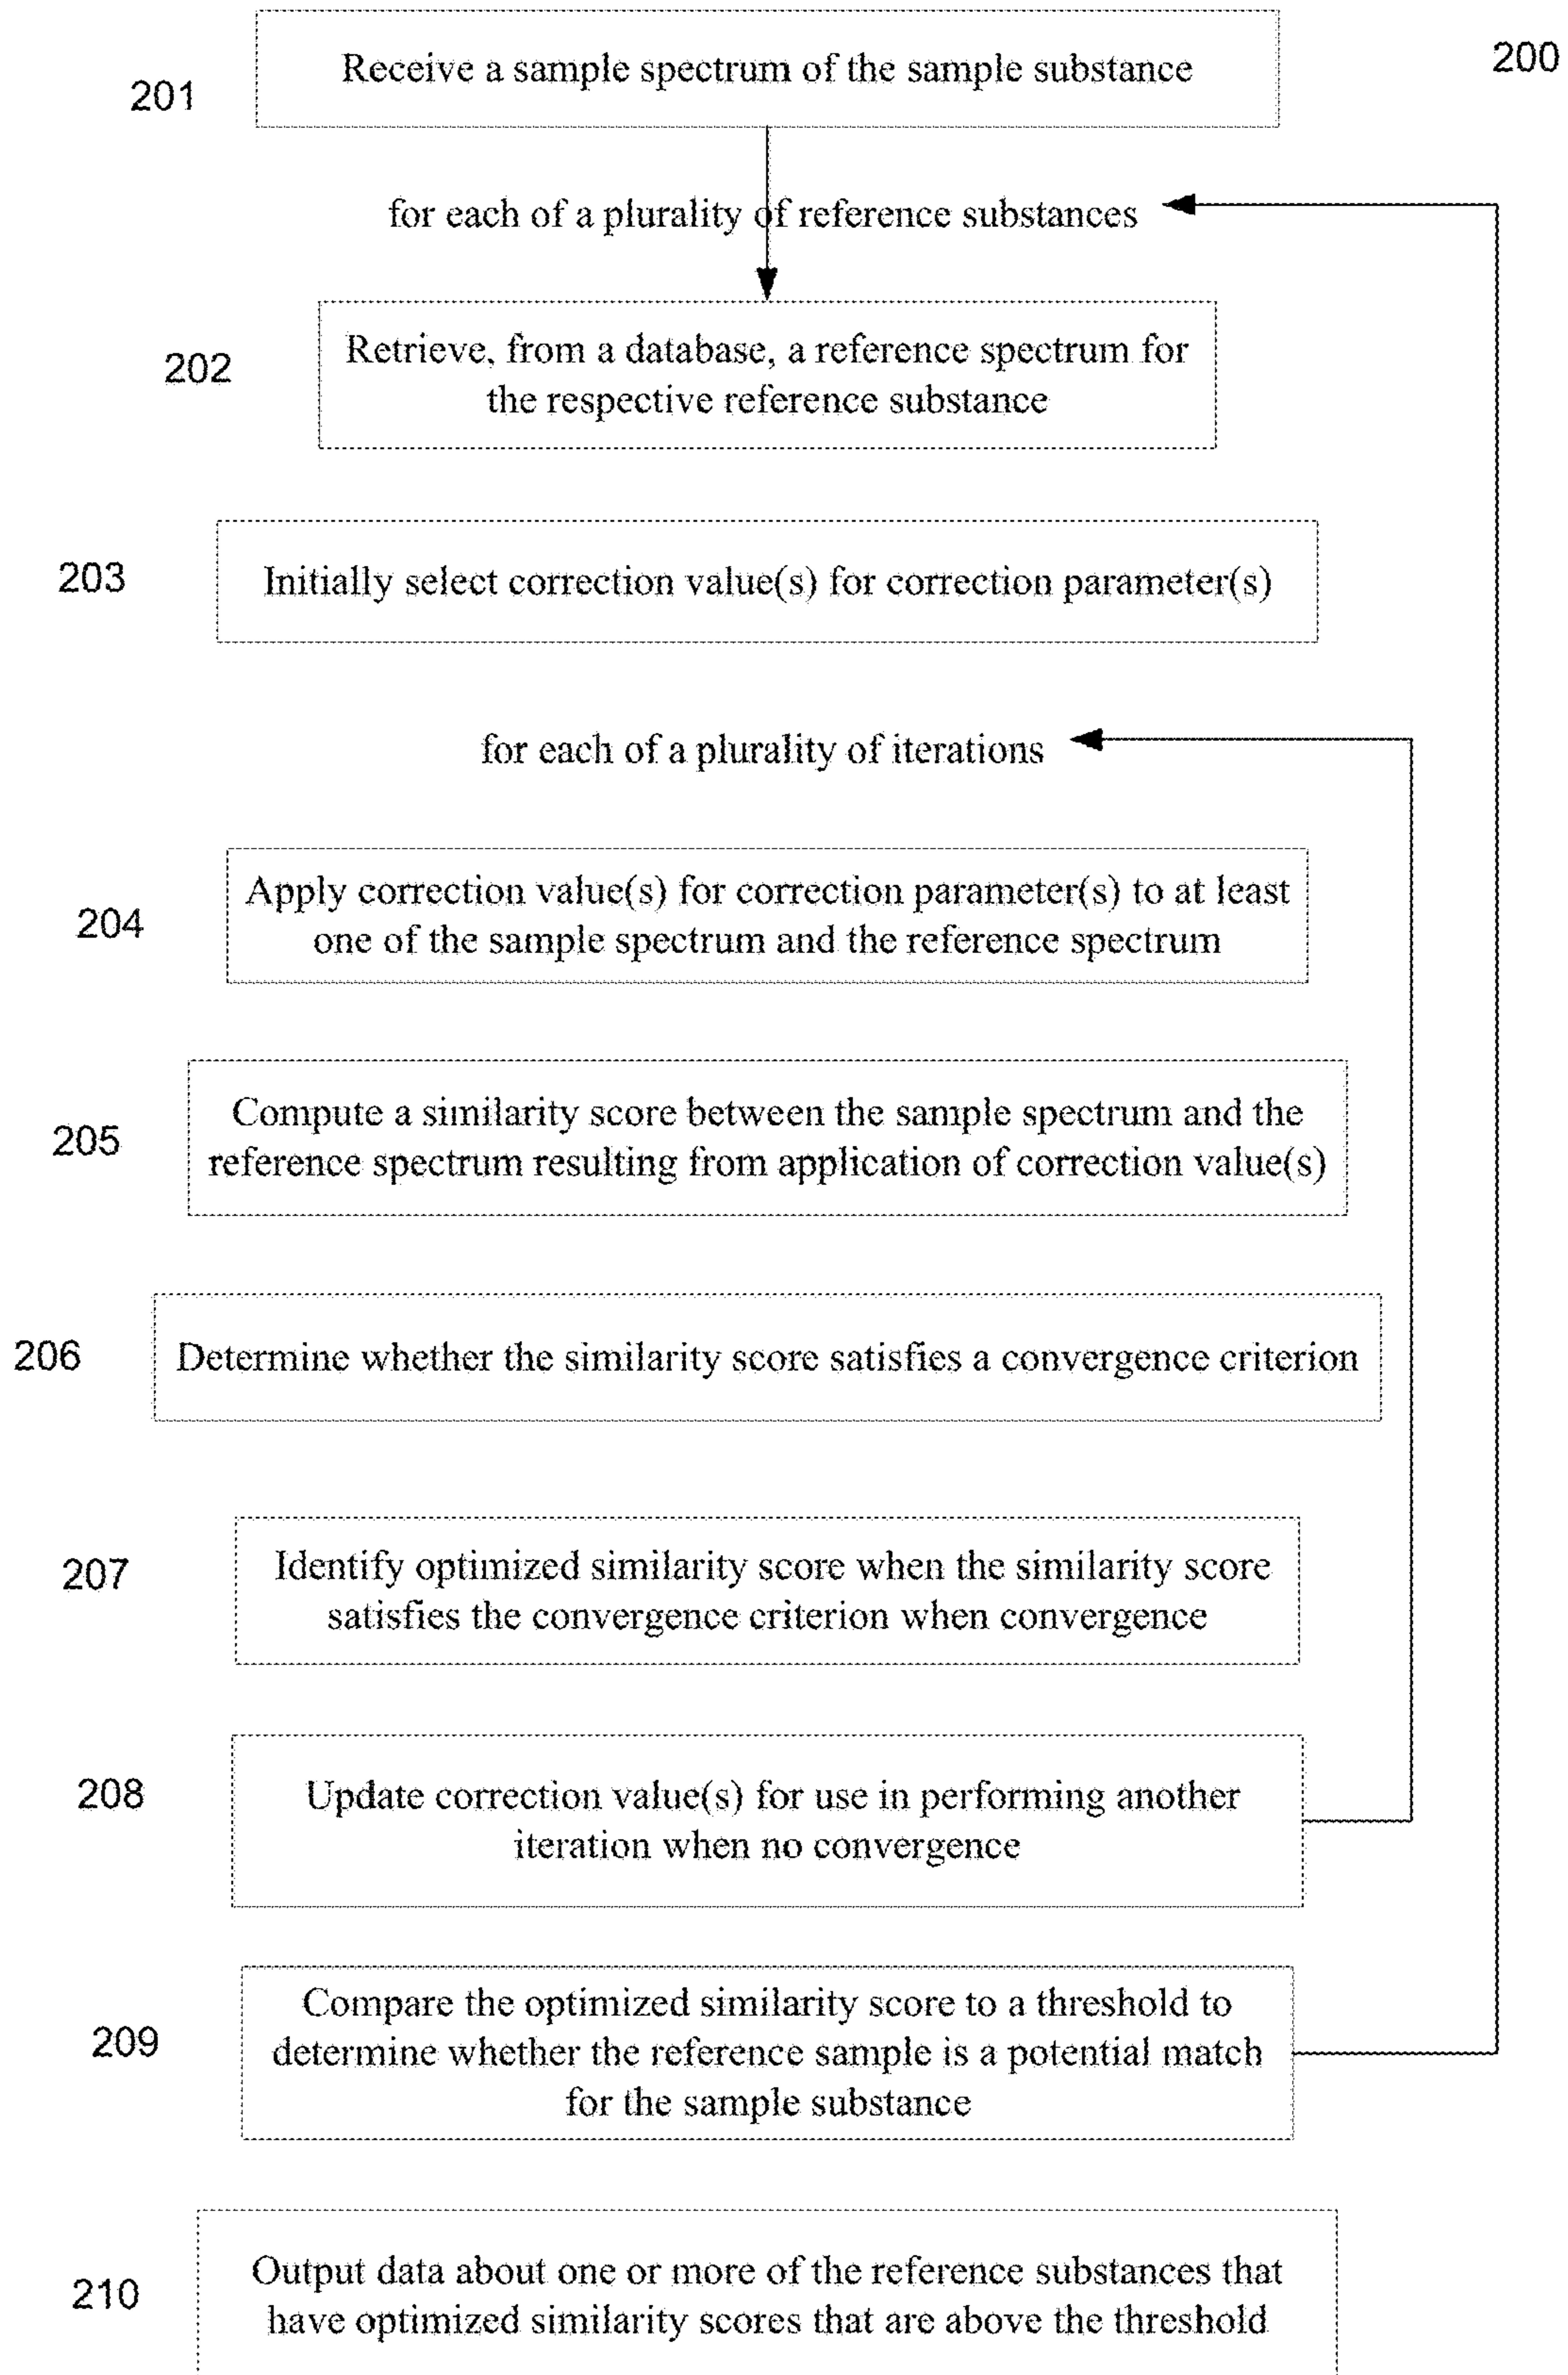 200
201
Receive a sample spectrum of the sample substance
for each of a plurality of reference substances
202
Retrieve, from a database, a reference spectrum for
the respective reference substance
203
Initially select correction value(s) for correction parameter(s)
for each of a plurality of iterations
204
Apply correction value(s) for correction parameter(s) to at least
one of the sample spectrum and the reference spectrum
205
Compute a similarity score between the sample spectrum and the
reference spectrum resulting from application of correction value(s)
206
Determine whether the similarity score satisfies a convergence criterion
207
Identify optimized similarity score when the similarity score
satisfies the convergence criterion when convergence
208
Update correction value(s) for use in performing another
iteration when no convergence
209
Compare the optimized similarity score to a threshold to
determine whether the reference sample is a potential match
for the sample substance
210
Output data about one or more of the reference substances that
have optimized similarity scores that are above the threshold